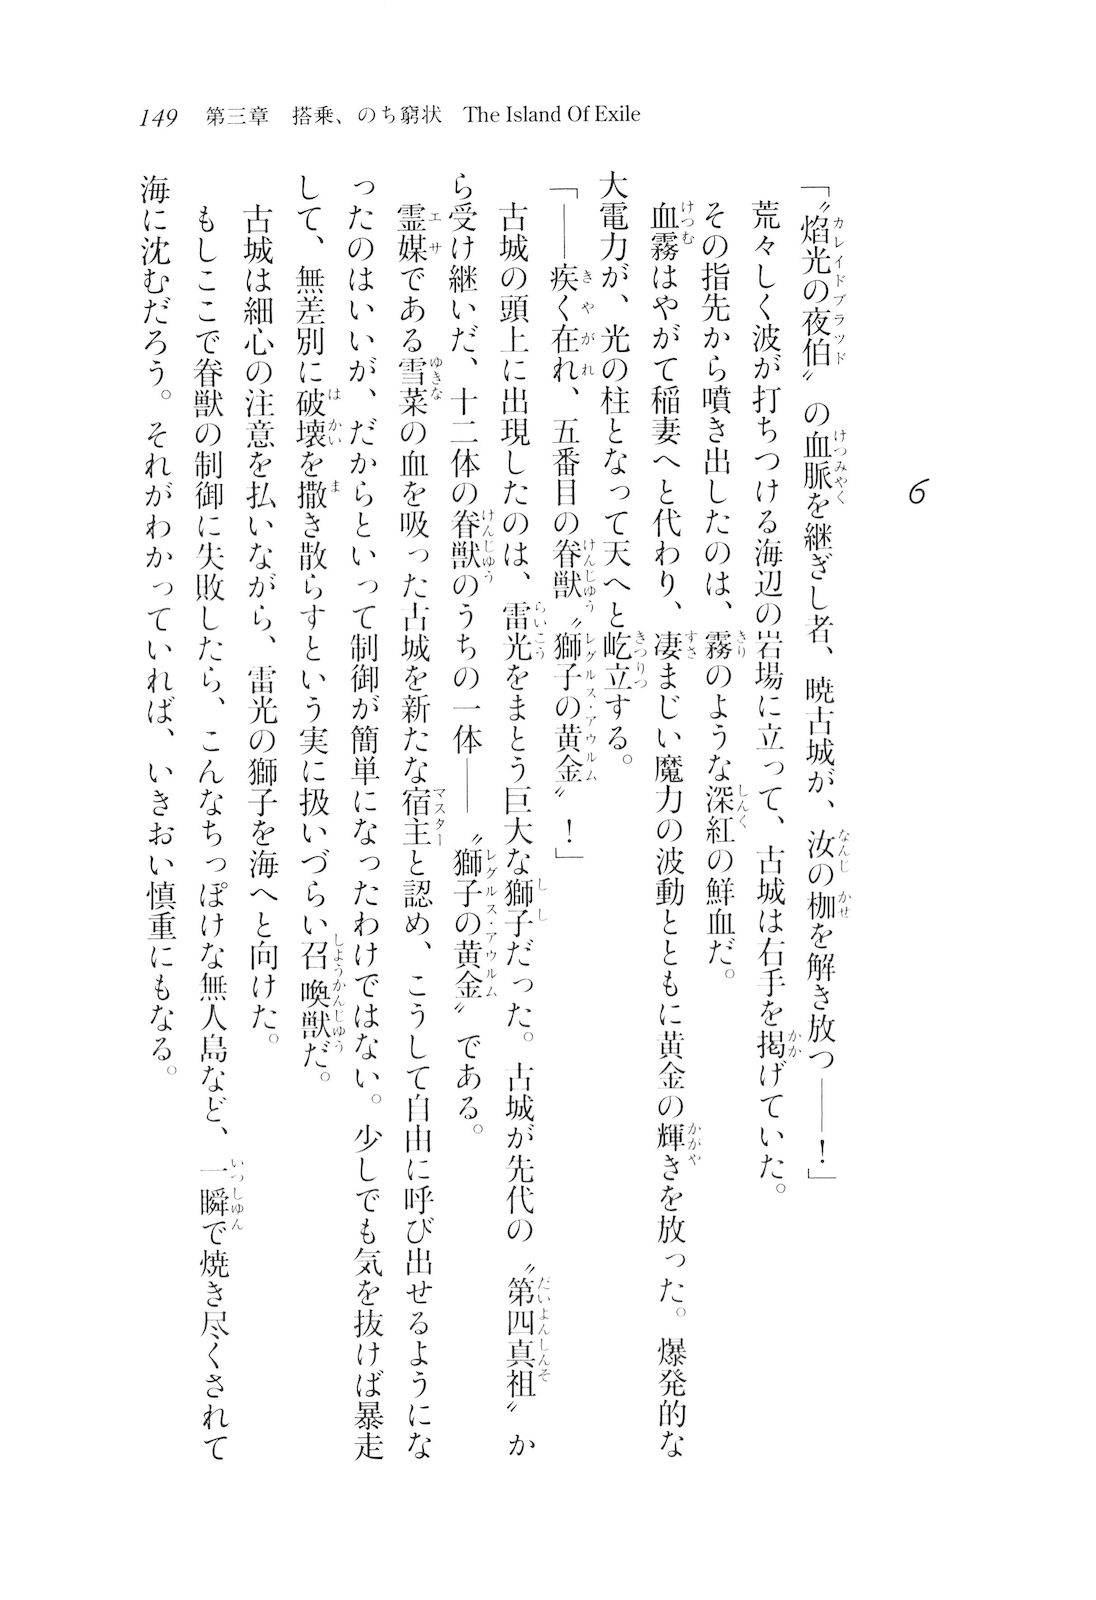 149 第三章 搭乗、のち窮状 The Island Of Exile
6
「〝焔光の夜伯〟の血脈を継ぎし者、暁古城が、汝の枷を解き放つ――！」
荒々しく波が打ちつける海辺の岩場に立って、古城は右手を掲げていた。
その指先から噴き出したのは、霧のような深紅の鮮血だ。
血霧はやがて稲妻へと代わり、凄まじい魔力の波動とともに黄金の輝きを放った。爆発的な
大電力が、光の柱となって天へと屹立する。
「――疾く在れ、五番目の眷獣〝獅子の黄金〟！」
古城の頭上に出現したのは、雷光をまとう巨大な獅子だった。古城が先代の〝第四真祖〟か
ら受け継いだ、十二体の眷獣のうちの一体――〝獅子の黄金〟である。
霊媒である雪菜の血を吸った古城を新たな宿主と認め、こうして自由に呼び出せるようにな
ったのはいいが、だからといって制御が簡単になったわけではない。少しでも気を抜けば暴走
して、無差別に破壊を撒き散らすという実に扱いづらい召喚獣だ。
古城は細心の注意を払いながら、雷光の獅子を海へと向けた。
もしここで眷獣の制御に失敗したら、こんなちっぽけな無人島など、一瞬で焼き尽くされて
海に沈むだろう。それがわかっていれば、いきおい慎重にもなる。